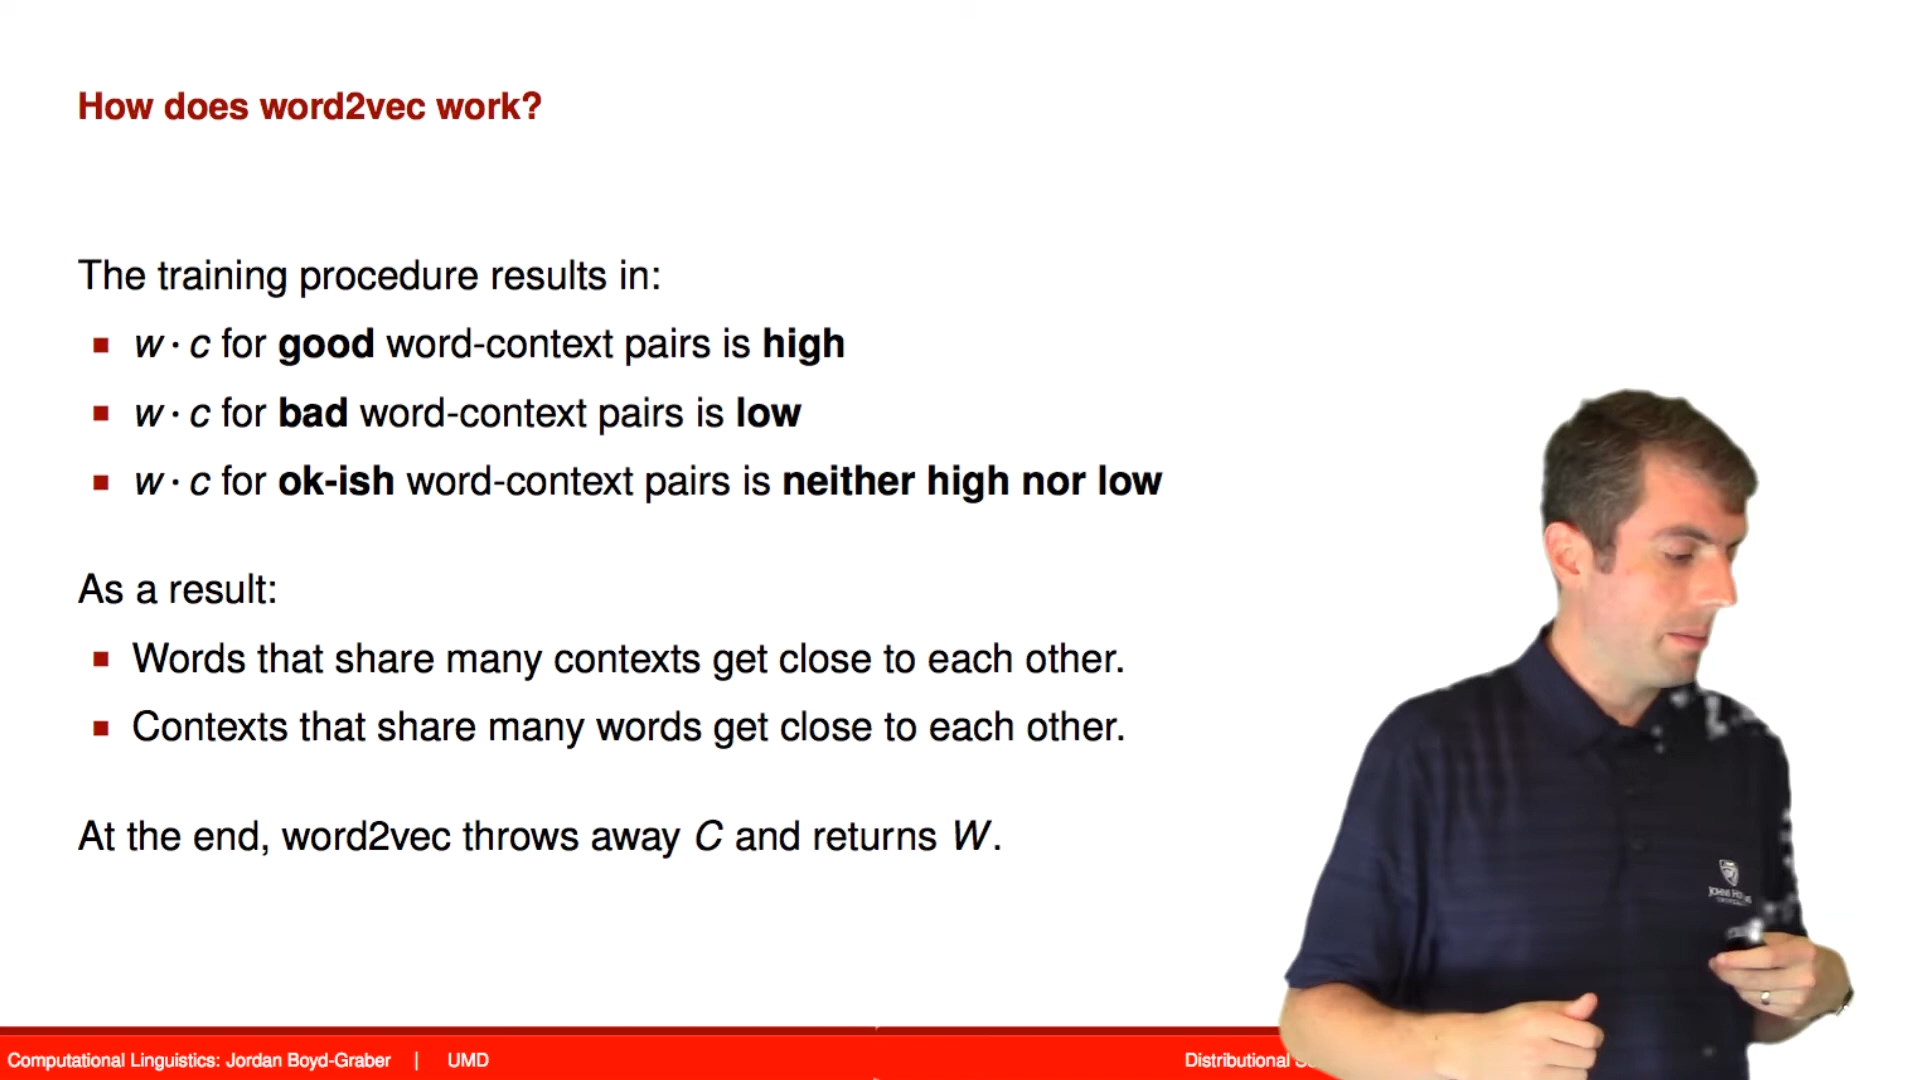 How does word2vec work?
The training procedure results in:
w · c for good word-context pairs is high
w · c for bad word-context pairs is low
w · c for ok-ish word-context pairs is neither high nor low
As a result:
Words that share many contexts get close to each other.
Contexts that share many words get close to each other.
At the end, word2vec throws away C and returns W.
JOHNS
Computational Linguistics: Jordan Boyd-Graber | UMD
Distributional